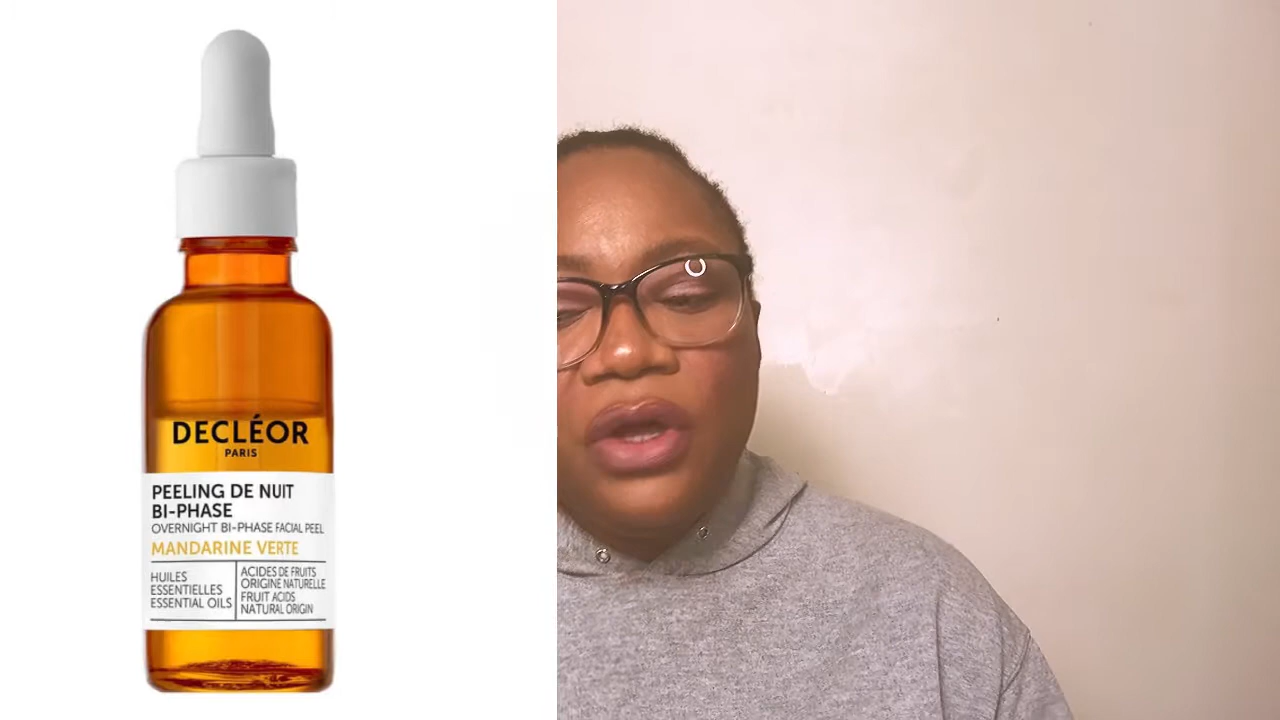 DECLÉOR
PARIS
PEELING DE NUIT
BI-PHASE
OVERNIGHT BI-PHASE FACIAL PEEL
MANDARINE VERTE
HUILES
ESSENTIELLES
ESSENTIAL OILS
ACIDES DE FRUITS
ORIGINE NATURELLE
FRUIT ACIDS
NATURAL ORIGIN